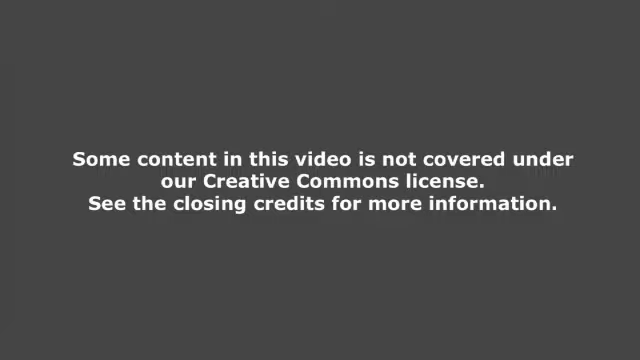 Some content in this video is not covered under
our Creative Commons license.
See the closing credits for more information.